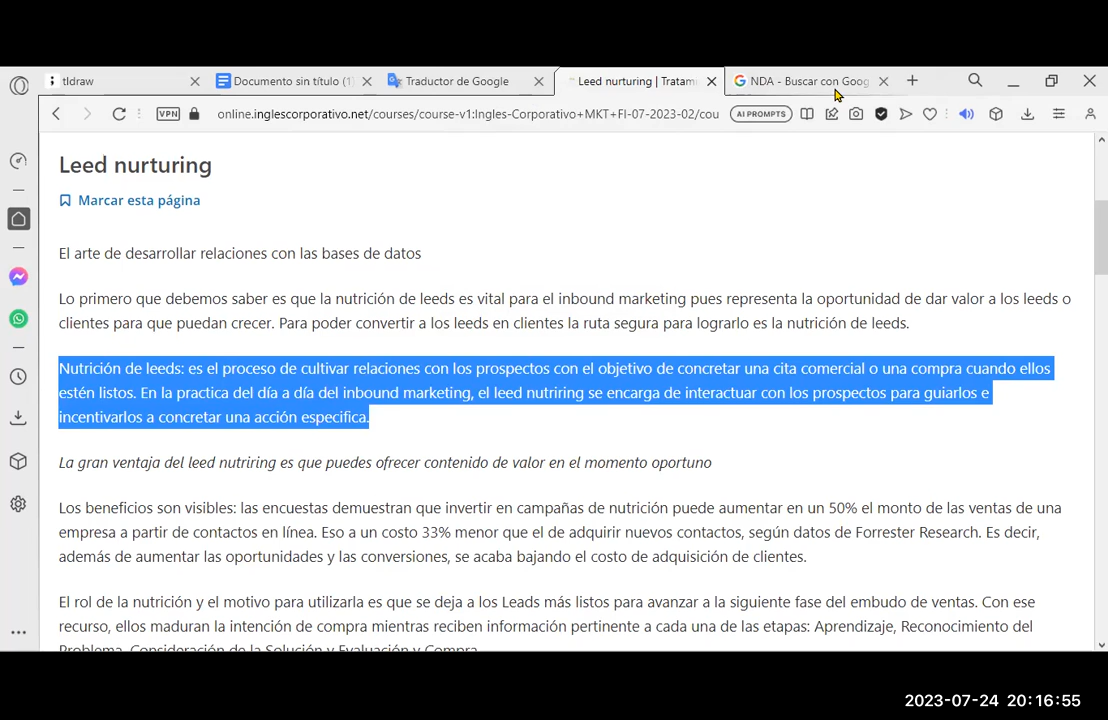 tldraw
Documento sin título (1)
Traductor de Google
Leed nurturing | Tratami
NDA - Buscar con Goog
VPN
online.inglescorporativo.net/courses/course-v1:Ingles-Corporativo+MKT+FI-07-2023-02/cou
AI PROMPTS
Leed nurturing
Marcar esta página
El arte de desarrollar relaciones con las bases de datos
Lo primero que debemos saber es que la nutrición de leeds es vital para el inbound marketing pues representa la oportunidad de dar valor a los leeds o
clientes para que puedan crecer. Para poder convertir a los leeds en clientes la ruta segura para lograrlo es la nutrición de leeds.
Nutrición de leeds: es el proceso de cultivar relaciones con los prospectos con el objetivo de concretar una cita comercial o una compra cuando ellos
estén listos. En la practica del día a día del inbound marketing, el leed nutriring se encarga de interactuar con los prospectos para guiarlos e
incentivarlos a concretar una acción especifica.
La gran ventaja del leed nutriring es que puedes ofrecer contenido de valor en el momento oportuno
Los beneficios son visibles: las encuestas demuestran que invertir en campañas de nutrición puede aumentar en un 50% el monto de las ventas de una
empresa a partir de contactos en línea. Eso a un costo 33% menor que el de adquirir nuevos contactos, según datos de Forrester Research. Es decir,
además de aumentar las oportunidades y las conversiones, se acaba bajando el costo de adquisición de clientes.
El rol de la nutrición y el motivo para utilizarla es que se deja a los Leads más listos para avanzar a la siguiente fase del embudo de ventas. Con ese
recurso, ellos maduran la intención de compra mientras reciben información pertinente a cada una de las etapas: Aprendizaje, Reconocimiento del
Problema, Consideración de la Solución y Evaluación y Compra.
2023-07-24 20:16:55